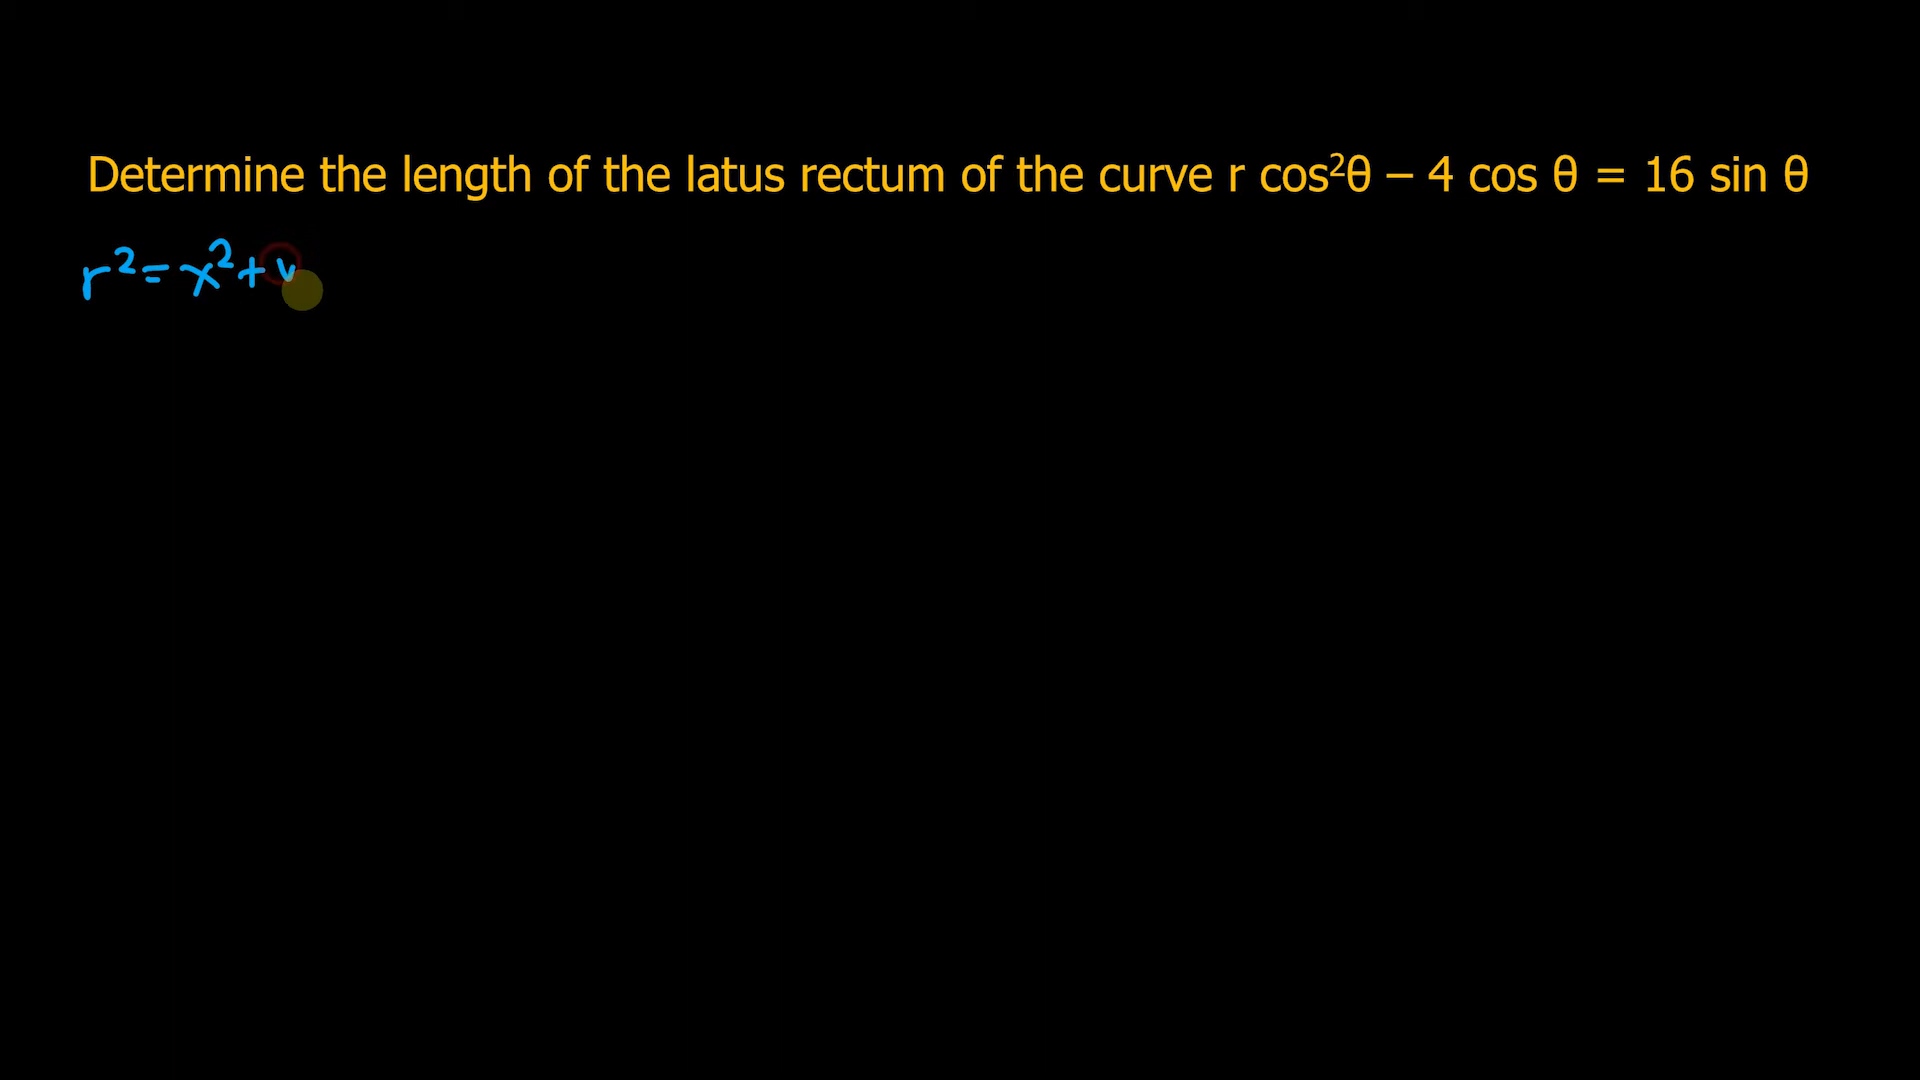 Determine the length of the latus rectum of the curve r cos²θ – 4 cos θ = 16 sin θ
r² = x² +